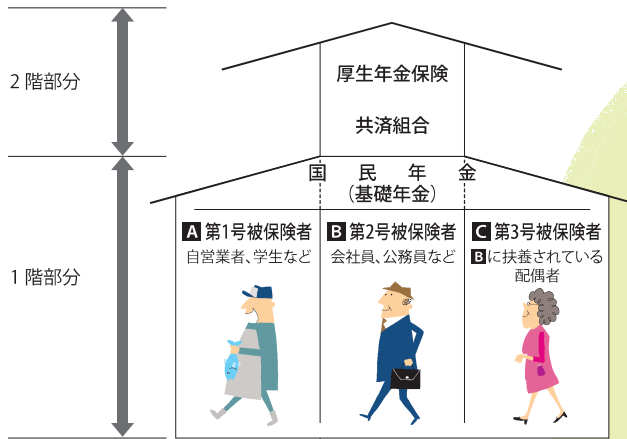 2階部分
厚生年金保険
共済組合
国民年金
(基礎年金)
A 第1号被保険者
自営業者、学生など
B 第2号被保険者
会社員、公務員など
C 第3号被保険者
Bに扶養されている
配偶者
1階部分